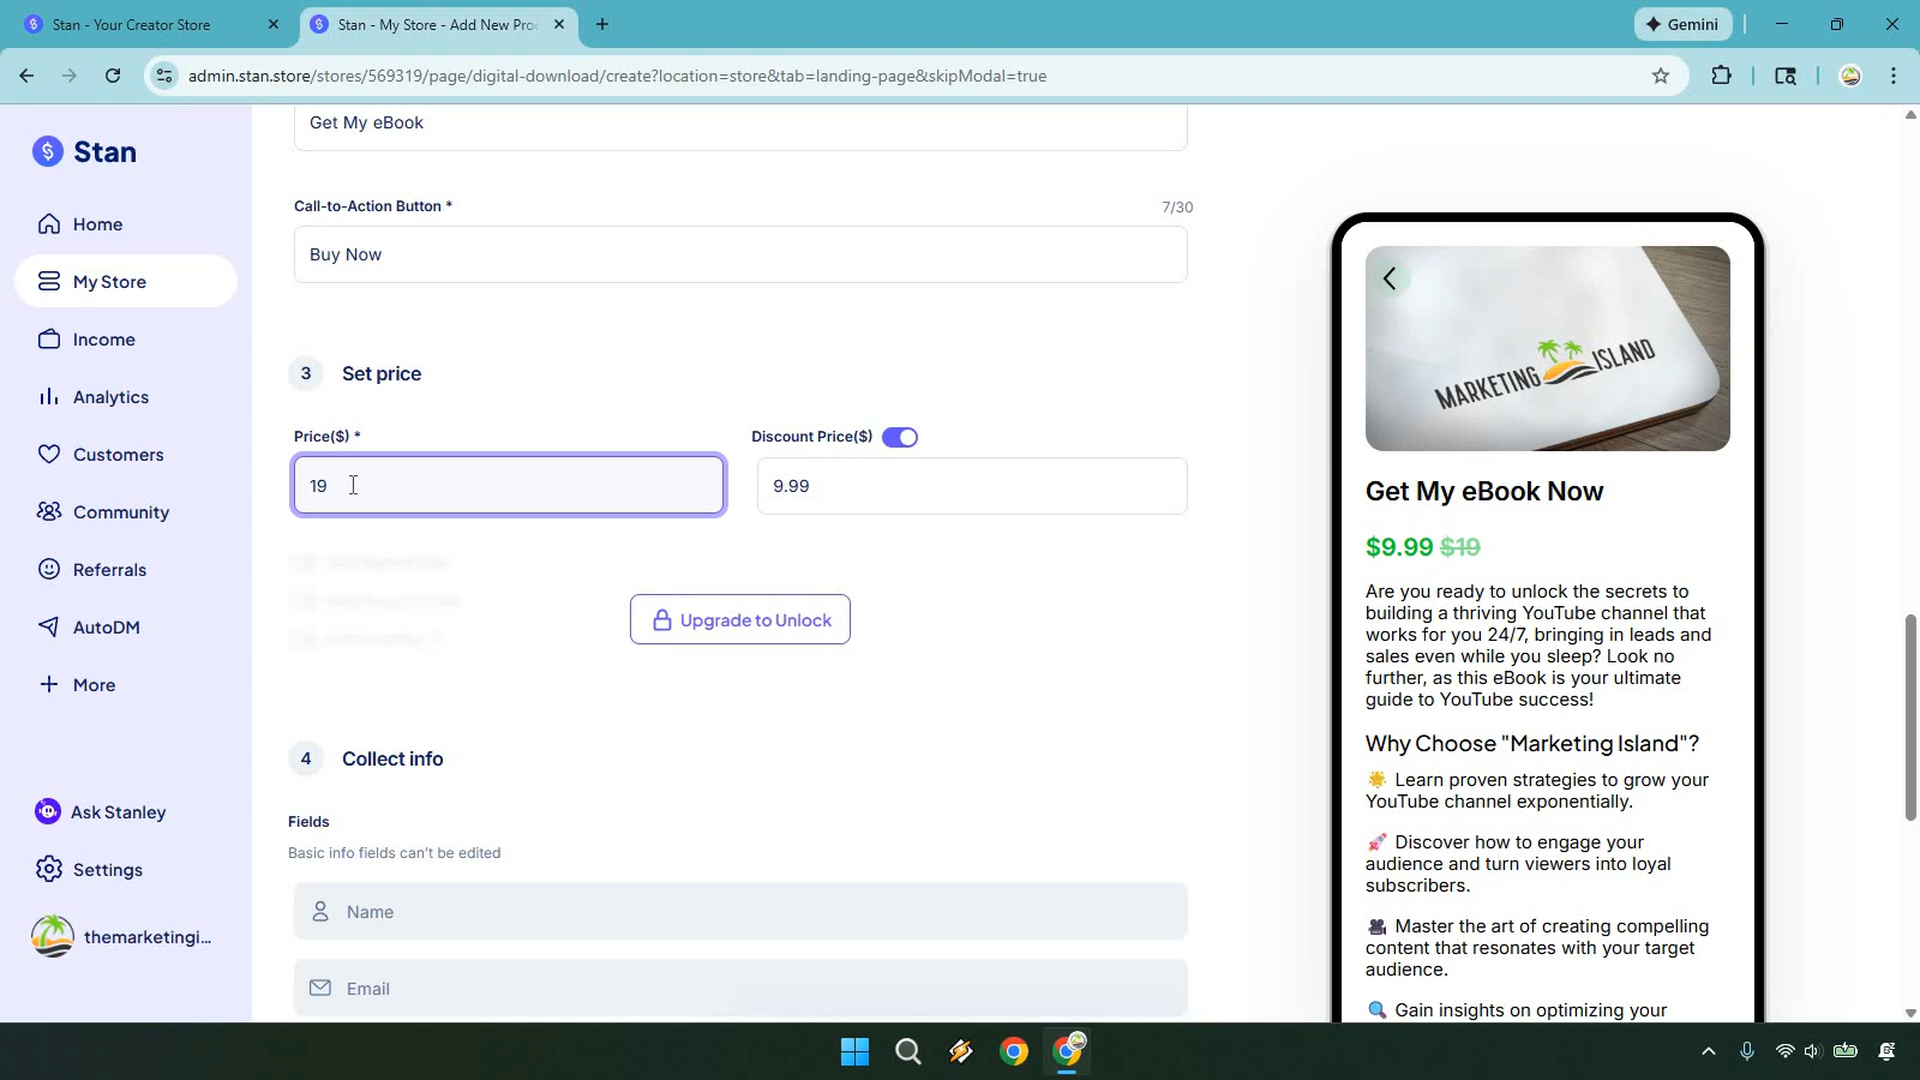 Stan - Your Creator Store
Stan - My Store - Add New Pro
Gemini
admin.stan.store/stores/569319/page/digital-download/create?location=store&tab=landing-page&skipModal=true
Stan
Home
My Store
Income
Analytics
Customers
Community
Referrals
AutoDM
More
Ask Stanley
Settings
themarketingi...
Get My eBook
Call-to-Action Button *
7/30
Buy Now
3 Set price
Price($) *
Discount Price($)
19
9.99
Upgrade to Unlock
4 Collect info
Fields
Basic info fields can't be edited
Name
Email
MARKETING ISLAND
Get My eBook Now
$9.99 $19
Are you ready to unlock the secrets to
building a thriving YouTube channel that
works for you 24/7, bringing in leads and
sales even while you sleep? Look no
further, as this eBook is your ultimate
guide to YouTube success!
Why Choose "Marketing Island"?
🌟 Learn proven strategies to grow your
YouTube channel exponentially.
🚀 Discover how to engage your
audience and turn viewers into loyal
subscribers.
🎥 Master the art of creating compelling
content that resonates with your target
audience.
🔍 Gain insights on optimizing your